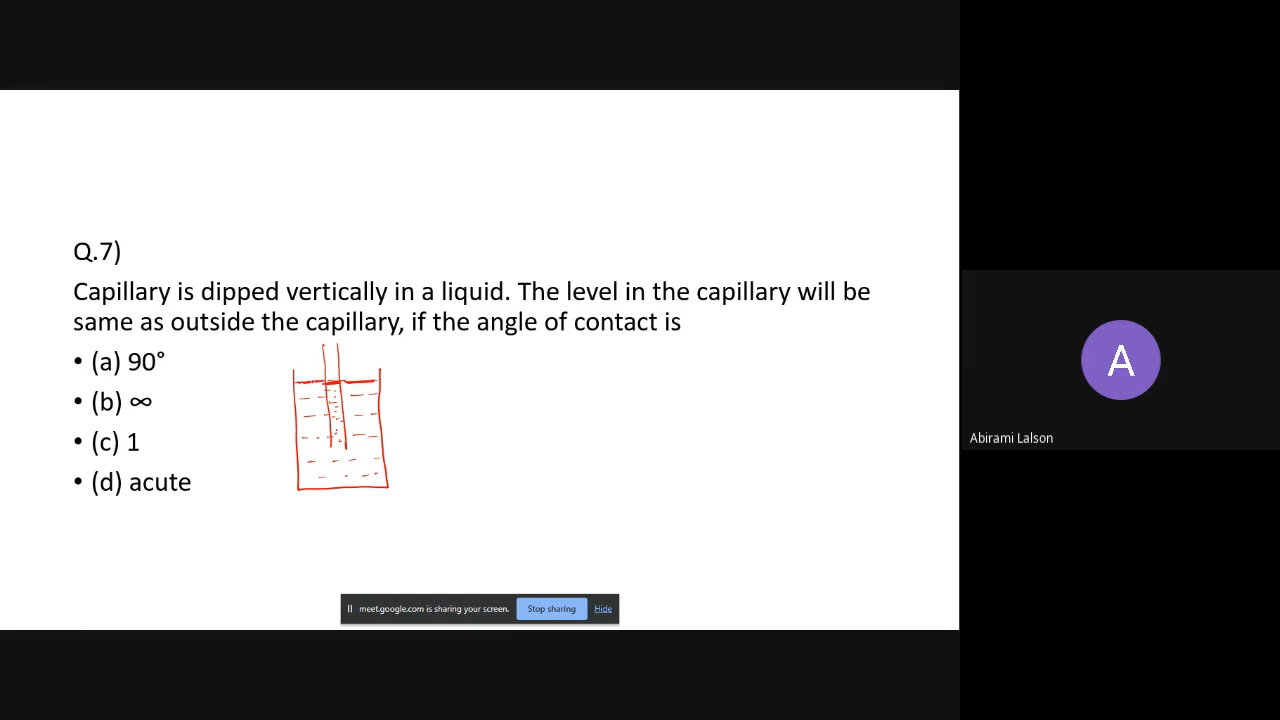 Q.7)
Capillary is dipped vertically in a liquid. The level in the capillary will be
same as outside the capillary, if the angle of contact is
• (a) 90°
• (b) ∞
• (c) 1
• (d) acute
A
Abirami Lalson
meet.google.com is sharing your screen. Stop sharing Hide